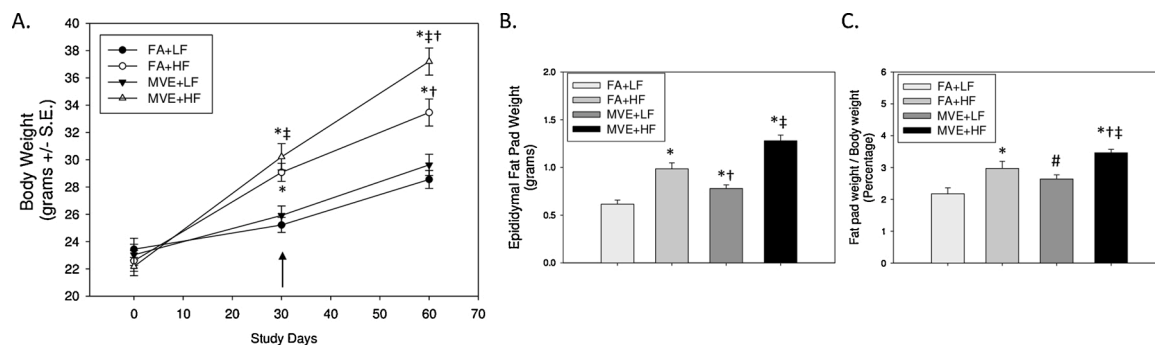 A.
40
38
36
34
32
30
28
26
24
22
20
Body Weight
(grams +/- S.E.)
FA+LF
FA+HF
MVE+LF
MVE+HF
*‡
*
*‡†
*†
0
10
20
30
40
50
60
70
Study Days
B.
2.0
1.5
1.0
0.5
0.0
Epididymal Fat Pad Weight
(grams)
FA+LF
FA+HF
MVE+LF
MVE+HF
*
*†
*‡
C.
6
5
4
3
2
1
0
Fat pad weight / Body weight
(Percentage)
FA+LF
FA+HF
MVE+LF
MVE+HF
*
#
*†‡